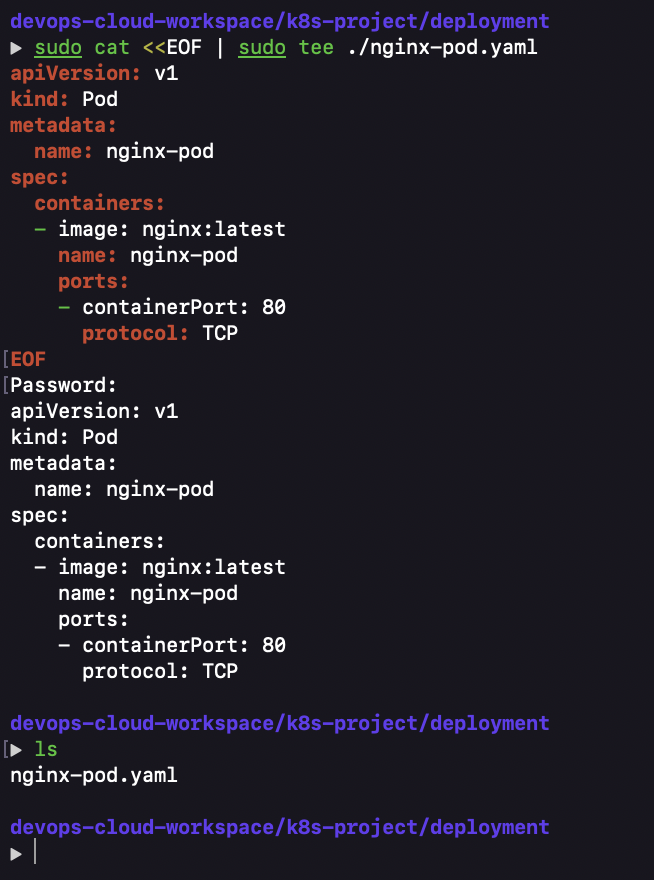 devops-cloud-workspace/k8s-project/deployment
▶ sudo cat <<EOF | sudo tee ./nginx-pod.yaml
apiVersion: v1
kind: Pod
metadata:
  name: nginx-pod
spec:
  containers:
  - image: nginx:latest
    name: nginx-pod
    ports:
    - containerPort: 80
      protocol: TCP
[EOF
[Password:
apiVersion: v1
kind: Pod
metadata:
  name: nginx-pod
spec:
  containers:
  - image: nginx:latest
    name: nginx-pod
    ports:
    - containerPort: 80
      protocol: TCP

devops-cloud-workspace/k8s-project/deployment
[▶ ls
nginx-pod.yaml

devops-cloud-workspace/k8s-project/deployment
▶